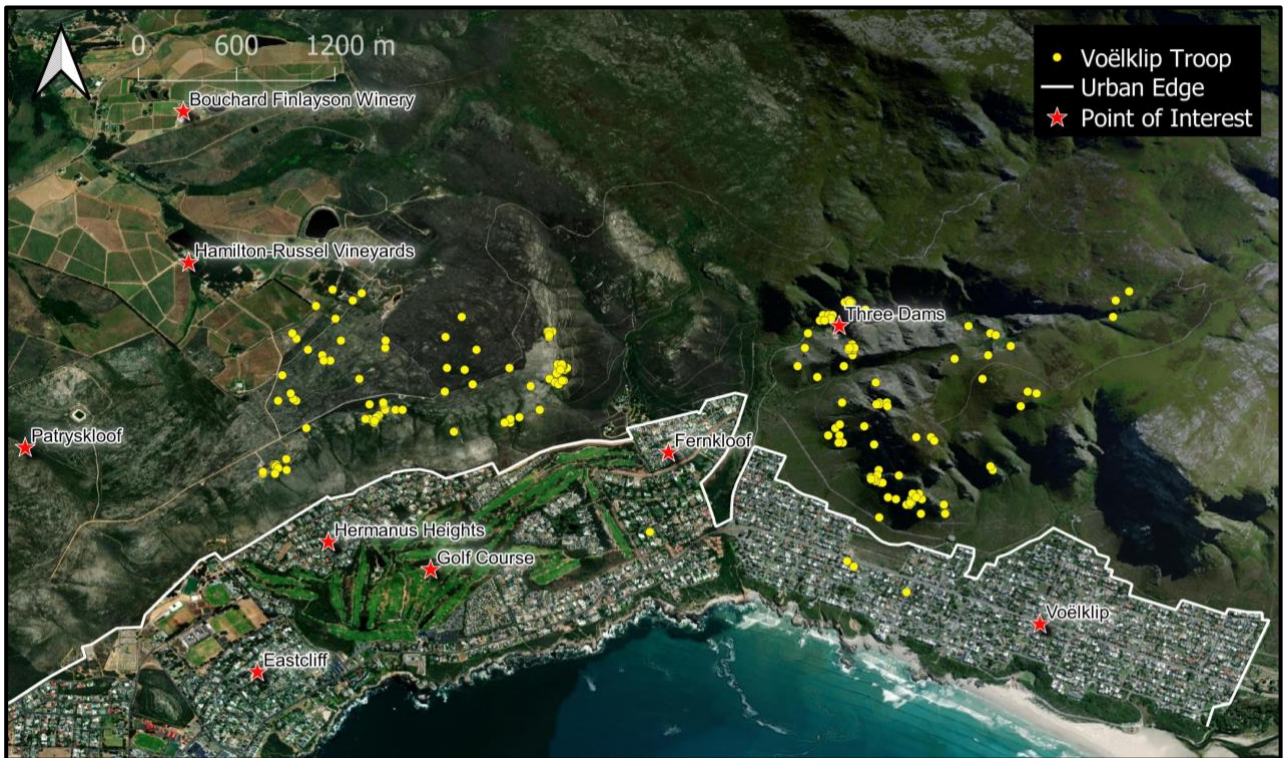 0 600 1200 m
Voëlklip Troop
Urban Edge
Point of Interest
Bouchard Finlayson Winery
Hamilton-Russel Vineyards
Three Dams
Patryskloof
Fernkloof
Hermanus Heights
Golf Course
Voëlklip
Eastcliff